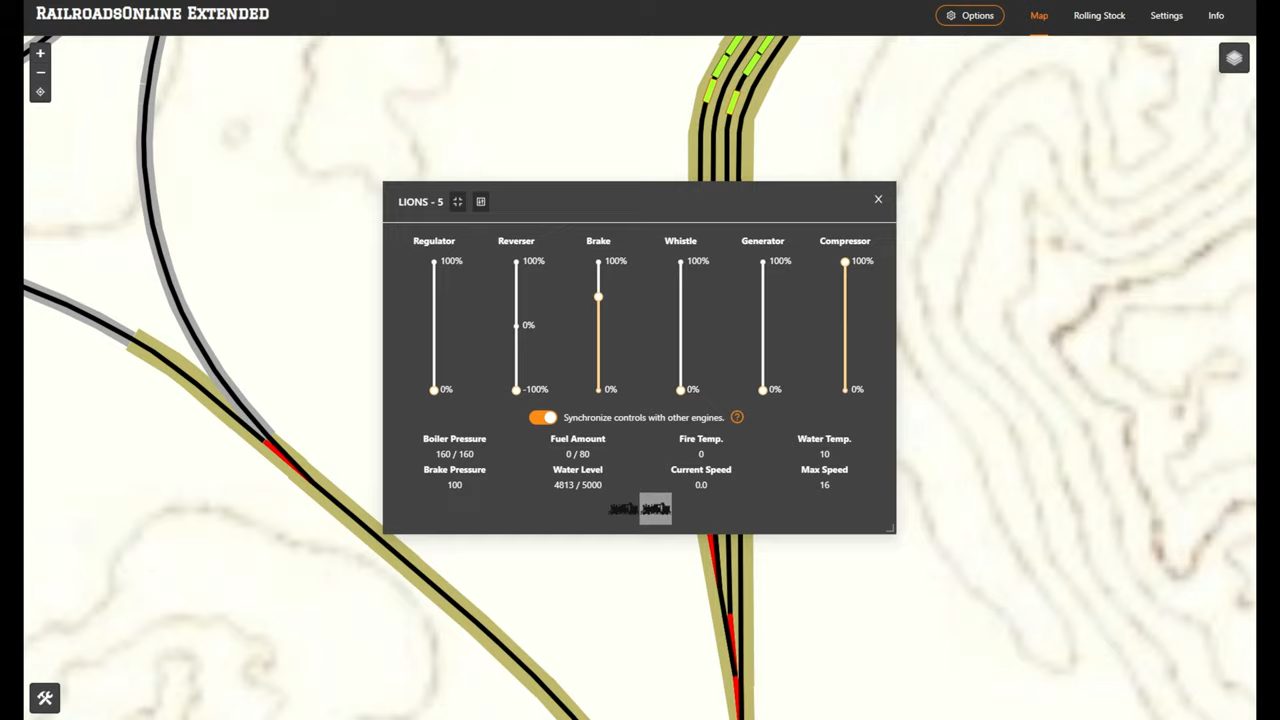 RailroadsOnline Extended
Options Map Rolling Stock Settings Info
LIONS - 5
X
Regulator Reverser Brake Whistle Generator Compressor
100% 100% 100% 100% 100% 100%
0%
0% -100% 0% 0% 0% 0%
Synchronize controls with other engines. ?
Boiler Pressure Fuel Amount Fire Temp. Water Temp.
160 / 160 0 / 80 0 10
Brake Pressure Water Level Current Speed Max Speed
100 4813 / 5000 0.0 16